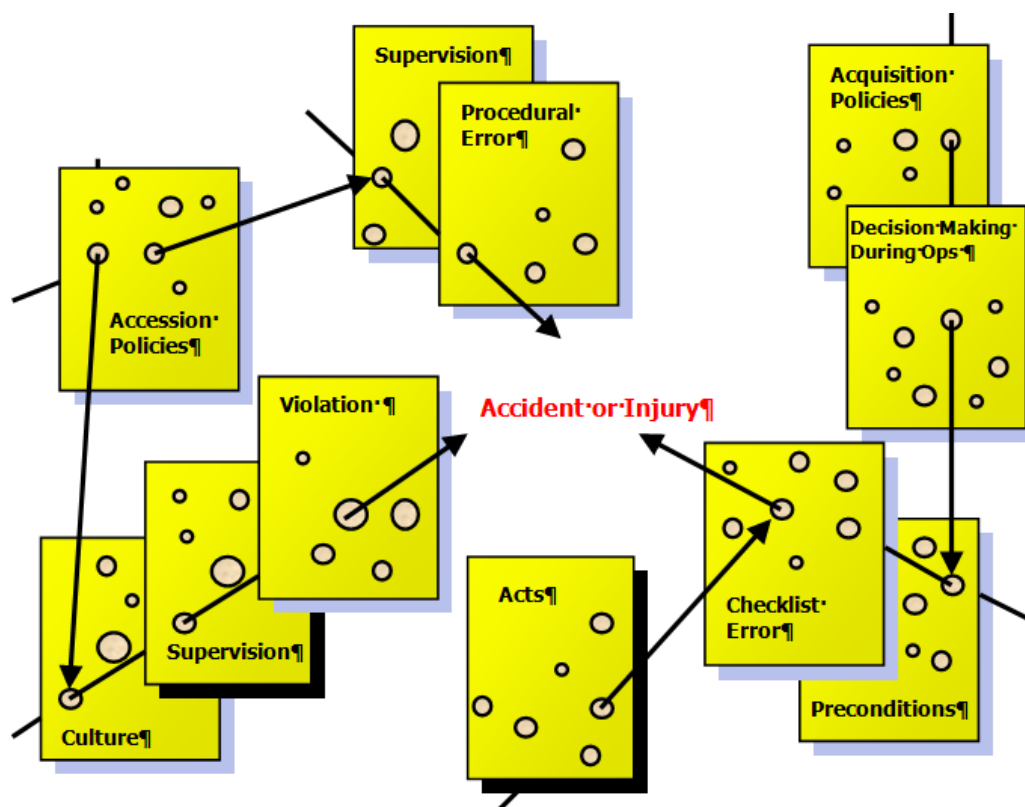 Supervision¶
Procedural·
Error¶
Acquisition·
Policies¶
Decision·Making·
During·Ops·¶
Accession·
Policies¶
Violation·¶
Accident·or·Injury¶
Supervision¶
Culture¶
Acts¶
Checklist·
Error¶
Preconditions¶